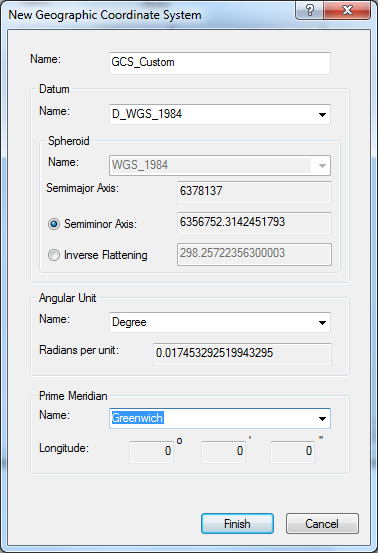 New Geographic Coordinate System
Name: GCS_Custom
Datum
Name: D_WGS_1984
Spheroid
Name: WGS_1984
Semimajor Axis: 6378137
Semiminor Axis: 6356752.3142451793
Inverse Flattening 298.25722356300003
Angular Unit
Name: Degree
Radians per unit: 0.017453292519943295
Prime Meridian
Name: Greenwich
Longitude: 0 ° 0 ' 0 "
Finish Cancel